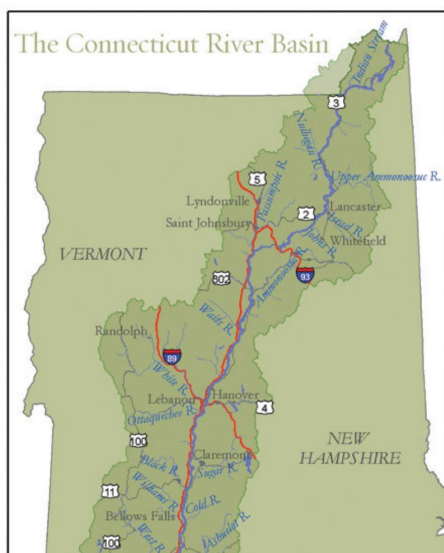 The Connecticut River Basin
Indian Stream
3
Nulhegan R.
5
Passumpsic R.
Upper Ammonoosuc R.
Lyndonville
2
Lancaster
Saint Johnsbury
Israel R.
Johns R.
Whitefield
VERMONT
302
Ammonoosuc R.
93
Waits R.
Randolph
89
White R.
Lebanon
Hanover
4
Ottaquechee R.
NEW
HAMPSHIRE
100
Claremont
Black R.
Sugar R.
Williams R.
11
Cold R.
Bellows Falls
West R.
Ashuelot R.
100